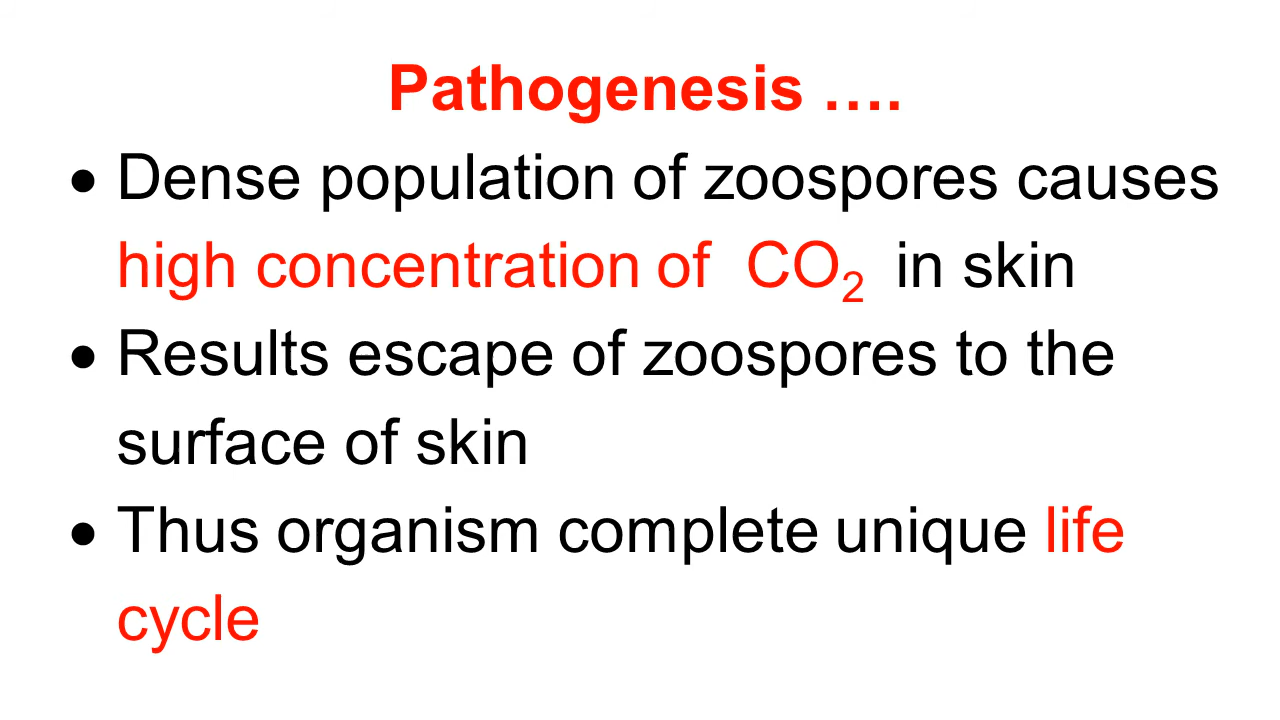 Pathogenesis ….
• Dense population of zoospores causes
high concentration of CO₂ in skin
• Results escape of zoospores to the
surface of skin
• Thus organism complete unique life
cycle